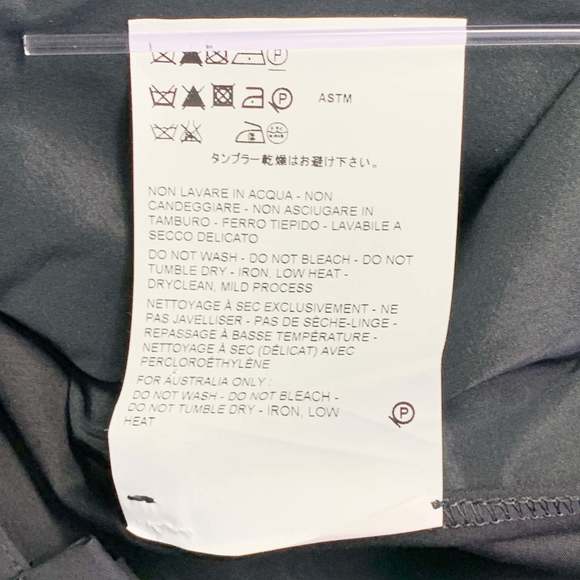 P
P ASTM
タンブラー乾燥はお避け下さい。
NON LAVARE IN ACQUA - NON
CANDEGGIARE - NON ASCIUGARE IN
TAMBURO - FERRO TIEPIDO - LAVABILE A
SECCO DELICATO
DO NOT WASH - DO NOT BLEACH - DO NOT
TUMBLE DRY - IRON, LOW HEAT -
DRYCLEAN, MILD PROCESS
NETTOYAGE À SEC EXCLUSIVEMENT - NE
PAS JAVELLISER - PAS DE SÈCHE-LINGE -
REPASSAGE À BASSE TEMPÉRATURE -
NETTOYAGE À SEC (DÉLICAT) AVEC
PERCLOROÉTHYLÈNE
FOR AUSTRALIA ONLY :
DO NOT WASH - DO NOT BLEACH -
DO NOT TUMBLE DRY - IRON, LOW
HEAT
P